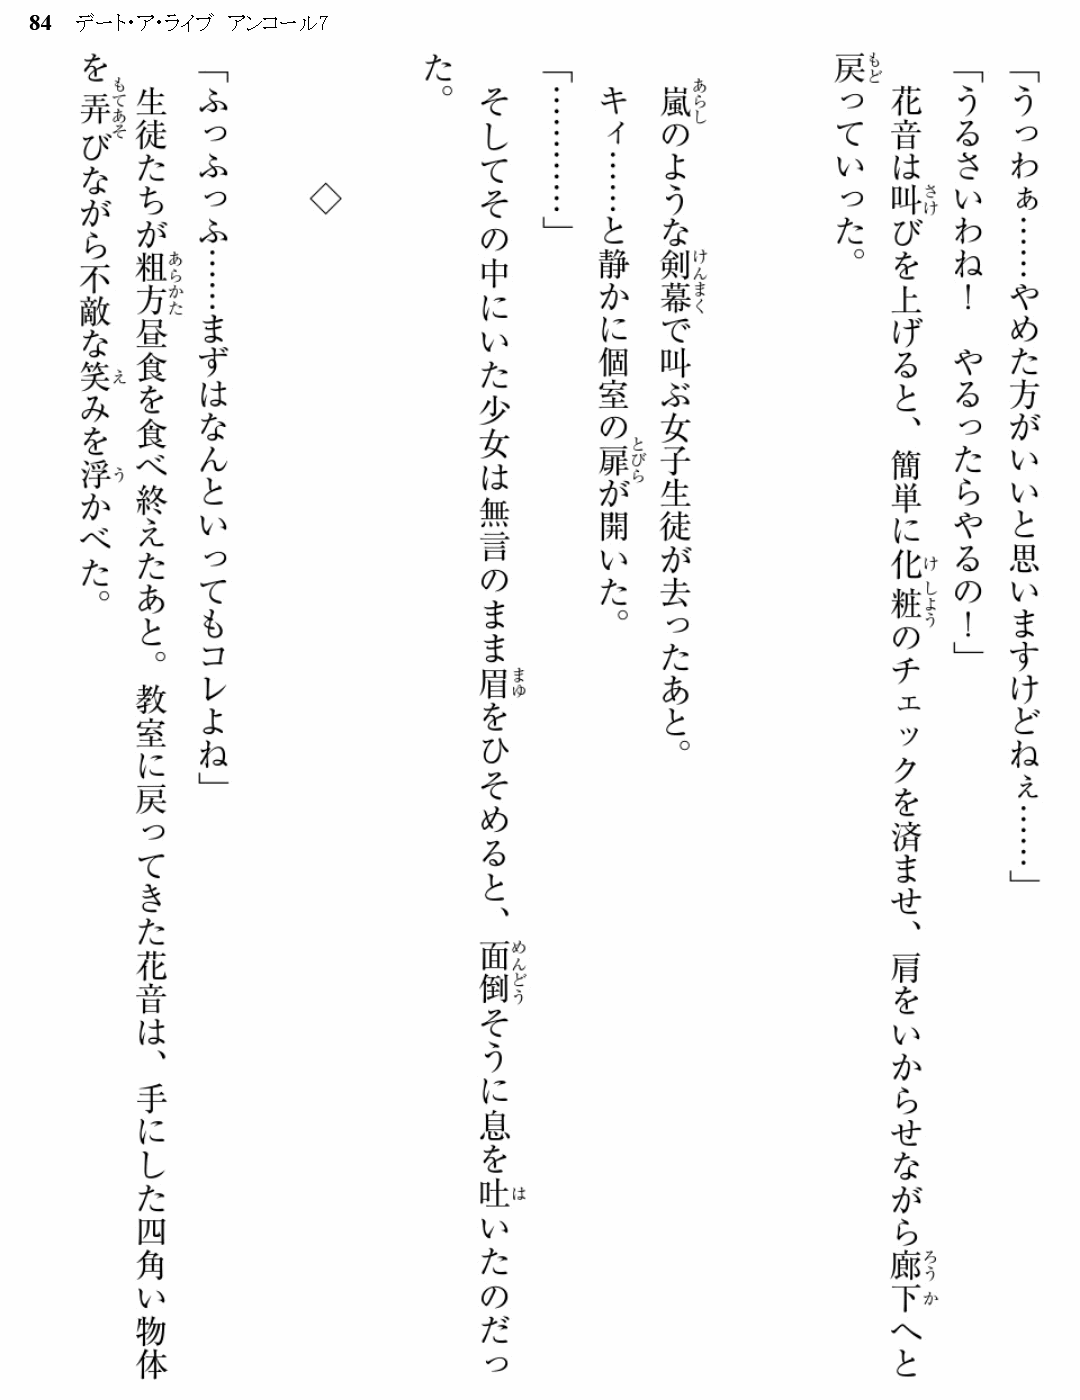 84 デート・ア・ライブ アンコール7
「うっわぁ……やめた方がいいと思いますけどねぇ……」
「うるさいわね！　やるったらやるの！」
花音は叫びを上げると、簡単に化粧のチェックを済ませ、肩をいからせながら廊下へと
戻っていった。
嵐のような剣幕で叫ぶ女子生徒が去ったあと。
キィ……と静かに個室の扉が開いた。
「…………」
そしてその中にいた少女は無言のまま眉をひそめると、面倒そうに息を吐いたのだっ
た。
◇
「ふっふっふ……まずはなんといってもコレよね」
生徒たちが粗方昼食を食べ終えたあと。教室に戻ってきた花音は、手にした四角い物体
を弄びながら不敵な笑みを浮かべた。